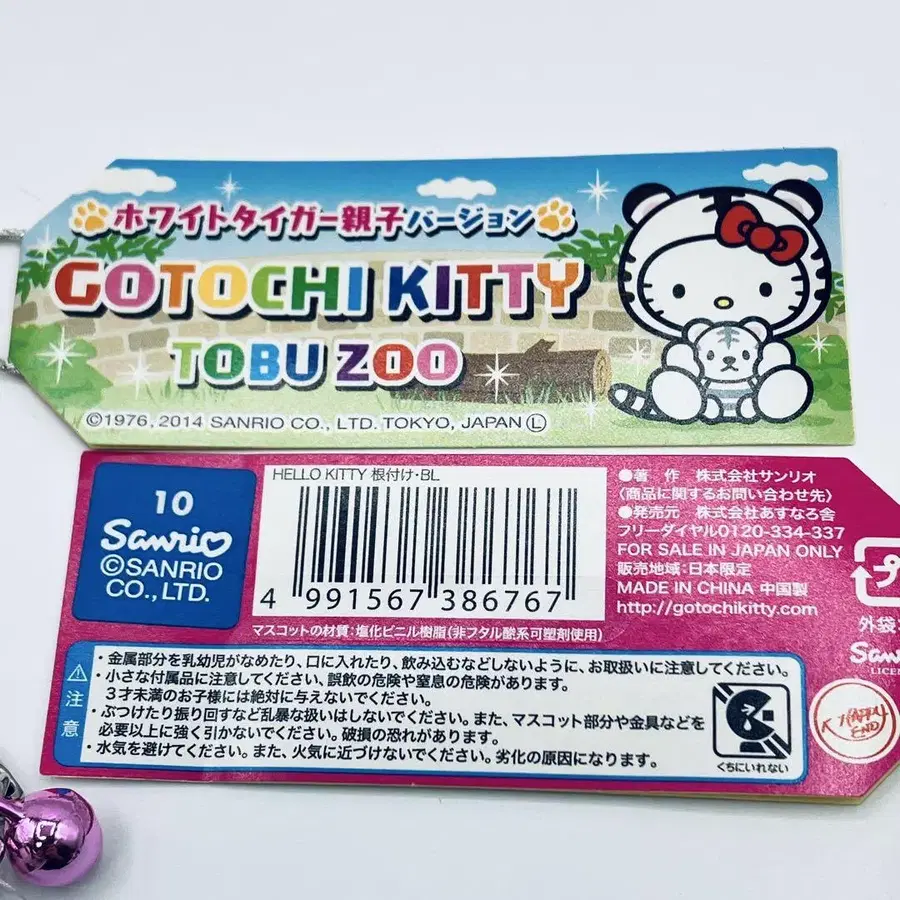 ホワイトタイガー親子バージョン
GOTOCHI KITTY
TOBU ZOO
©1976, 2014 SANRIO CO., LTD. TOKYO, JAPAN Ⓛ
10
Sanrio
©SANRIO
CO., LTD.
HELLO KITTY 根付け・BL
4 991567 386767
マスコットの材質：塩化ビニル樹脂(非フタル酸系可塑剤使用)
●著 作 株式会社サンリオ
〈商品に関するお問い合わせ先〉
●発売元 株式会社あすなろ舎
フリーダイヤル0120-334-337
FOR SALE IN JAPAN ONLY
販売地域:日本限定
MADE IN CHINA 中国製
http://gotochikitty.com
プ
外袋:
San
LICEN
HAPPY
END
⚠注意
・金属部分を乳幼児がなめたり、口に入れたり、飲み込むなどしないように、お取扱いに注意してください。
・小さな付属品に注意してください、誤飲の危険や窒息の危険があります。
３才未満のお子様には絶対に与えないでください。
・ぶつけたり振り回すなど乱暴な扱いはしないでください。また、マスコット部分や金具などを
必要以上に強く引かないでください。破損の恐れがあります。
・水気を避けてください。また、火気に近づけないでください。劣化の原因になります。
くちにいれない